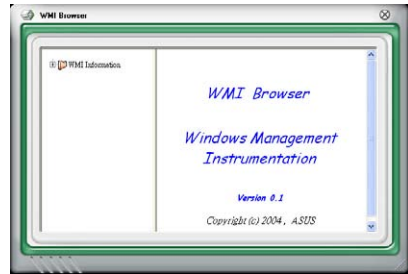 WMI Browser
WMI Information
WMI Browser
Windows Management
Instrumentation
Version 0.1
Copyright (c) 2004, ASUS